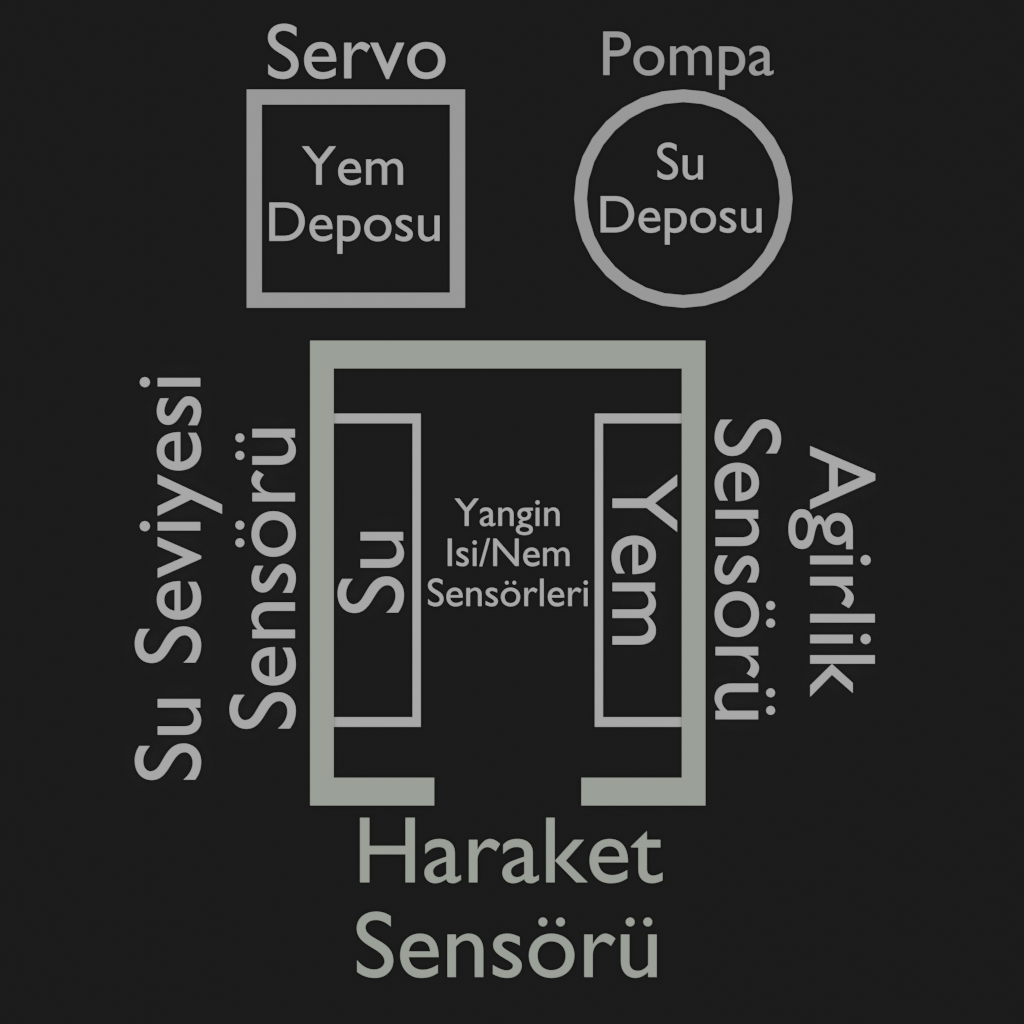 Servo
Pompa
Yem
Deposu
Su
Deposu
Su Seviyesi
Sensörü
Su
Yangin
Isi/Nem
Sensörleri
Yem
Agirlik
Sensörü
Haraket
Sensörü